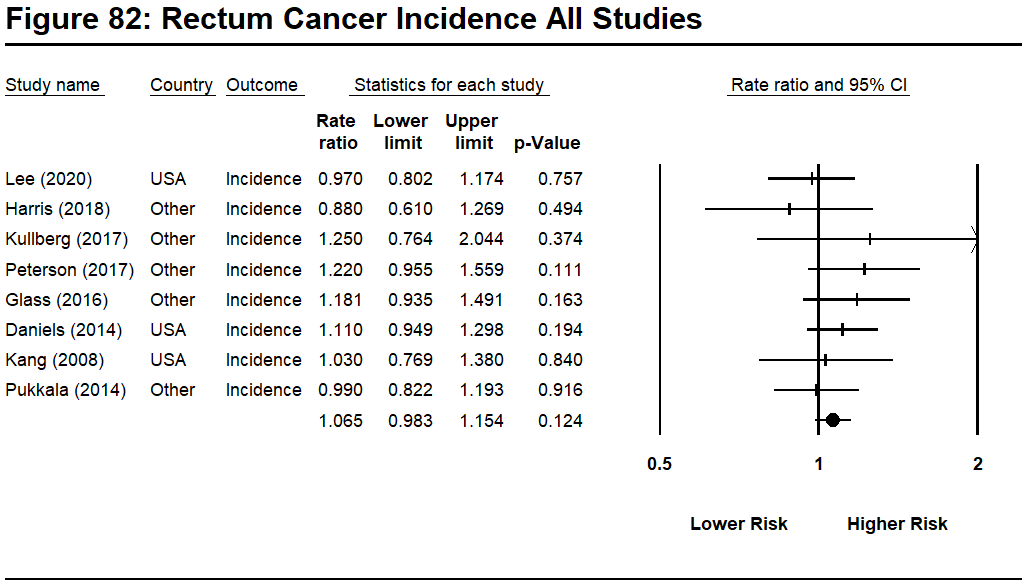 Figure 82: Rectum Cancer Incidence All Studies
Study name Country Outcome Statistics for each study Rate ratio and 95% CI
Rate Lower Upper
ratio limit limit p-Value
Lee (2020) USA Incidence 0.970 0.802 1.174 0.757
Harris (2018) Other Incidence 0.880 0.610 1.269 0.494
Kullberg (2017) Other Incidence 1.250 0.764 2.044 0.374
Peterson (2017) Other Incidence 1.220 0.955 1.559 0.111
Glass (2016) Other Incidence 1.181 0.935 1.491 0.163
Daniels (2014) USA Incidence 1.110 0.949 1.298 0.194
Kang (2008) USA Incidence 1.030 0.769 1.380 0.840
Pukkala (2014) Other Incidence 0.990 0.822 1.193 0.916
1.065 0.983 1.154 0.124
0.5 1 2
Lower Risk Higher Risk